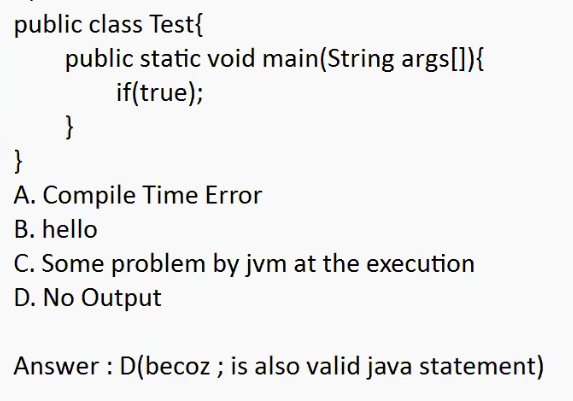 public class Test{
public static void main(String args[]){
if(true);
}
}
A. Compile Time Error
B. hello
C. Some problem by jvm at the execution
D. No Output
Answer : D(becoz ; is also valid java statement)